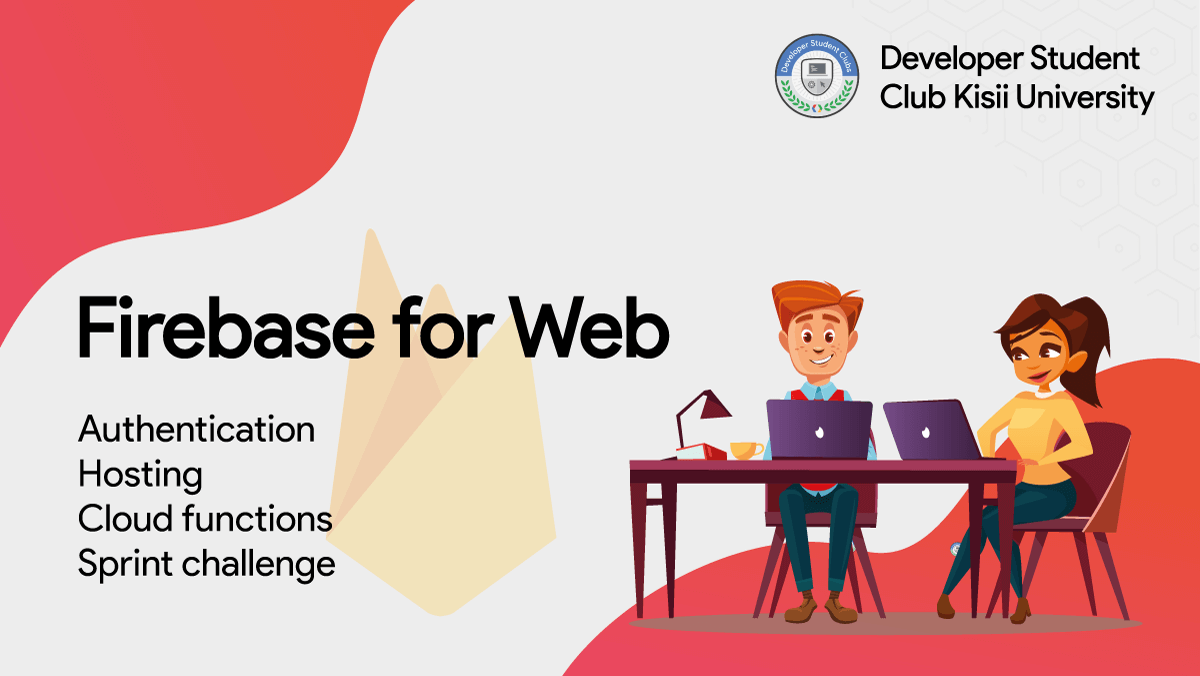 Developer Student Clubs
Developer Student
Club Kisii University
Firebase for Web
Authentication
Hosting
Cloud functions
Sprint challenge